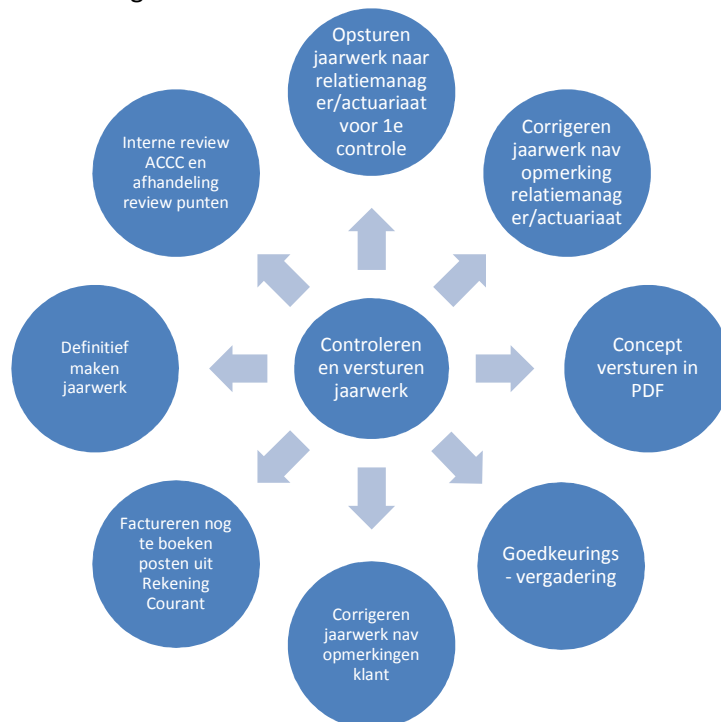 Opsturen
jaarwerk naar
relatiemanag
er/actuariaat
voor 1e
controle
Corrigeren
jaarwerk nav
opmerking
relatiemanag
er/actuariaat
Concept
versturen in
PDF
Goedkeurings
- vergadering
Corrigeren
jaarwerk nav
opmerkingen
klant
Factureren nog
te boeken
posten uit
Rekening
Courant
Definitief
maken
jaarwerk
Interne review
ACCC en
afhandeling
review punten
Controleren
en versturen
jaarwerk